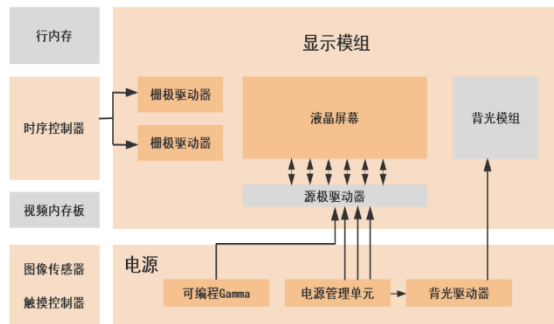 行内存
显示模组
时序控制器
栅极驱动器
栅极驱动器
液晶屏幕
背光模组
视频内存板
源极驱动器
图像传感器
触摸控制器
电源
可编程Gamma
电源管理单元
背光驱动器